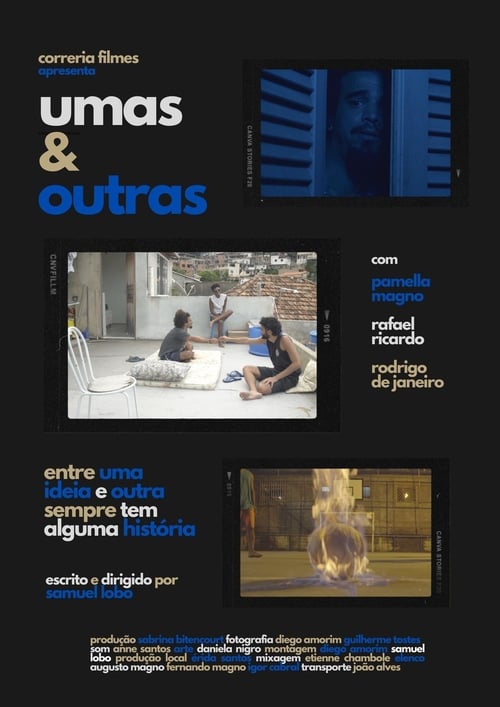 correria filmes
apresenta
umas
&
outras
CANVA STORIES F26
CNVFILLM
0916
com
pamella
magno
rafael
ricardo
rodrigo
de janeiro
entre uma
ideia e outra
sempre tem
alguma história
escrito e dirigido por
samuel lobo
CANVA STORIES F26
produção sabrina bitencourt fotografia diego amorim guilherme tostes
som anne santos arte daniela nigro montagem diego amorim samuel
lobo produção local érida santos mixagem etienne chambole elenco
augusto magno fernando magno igor cabral transporte joão alves